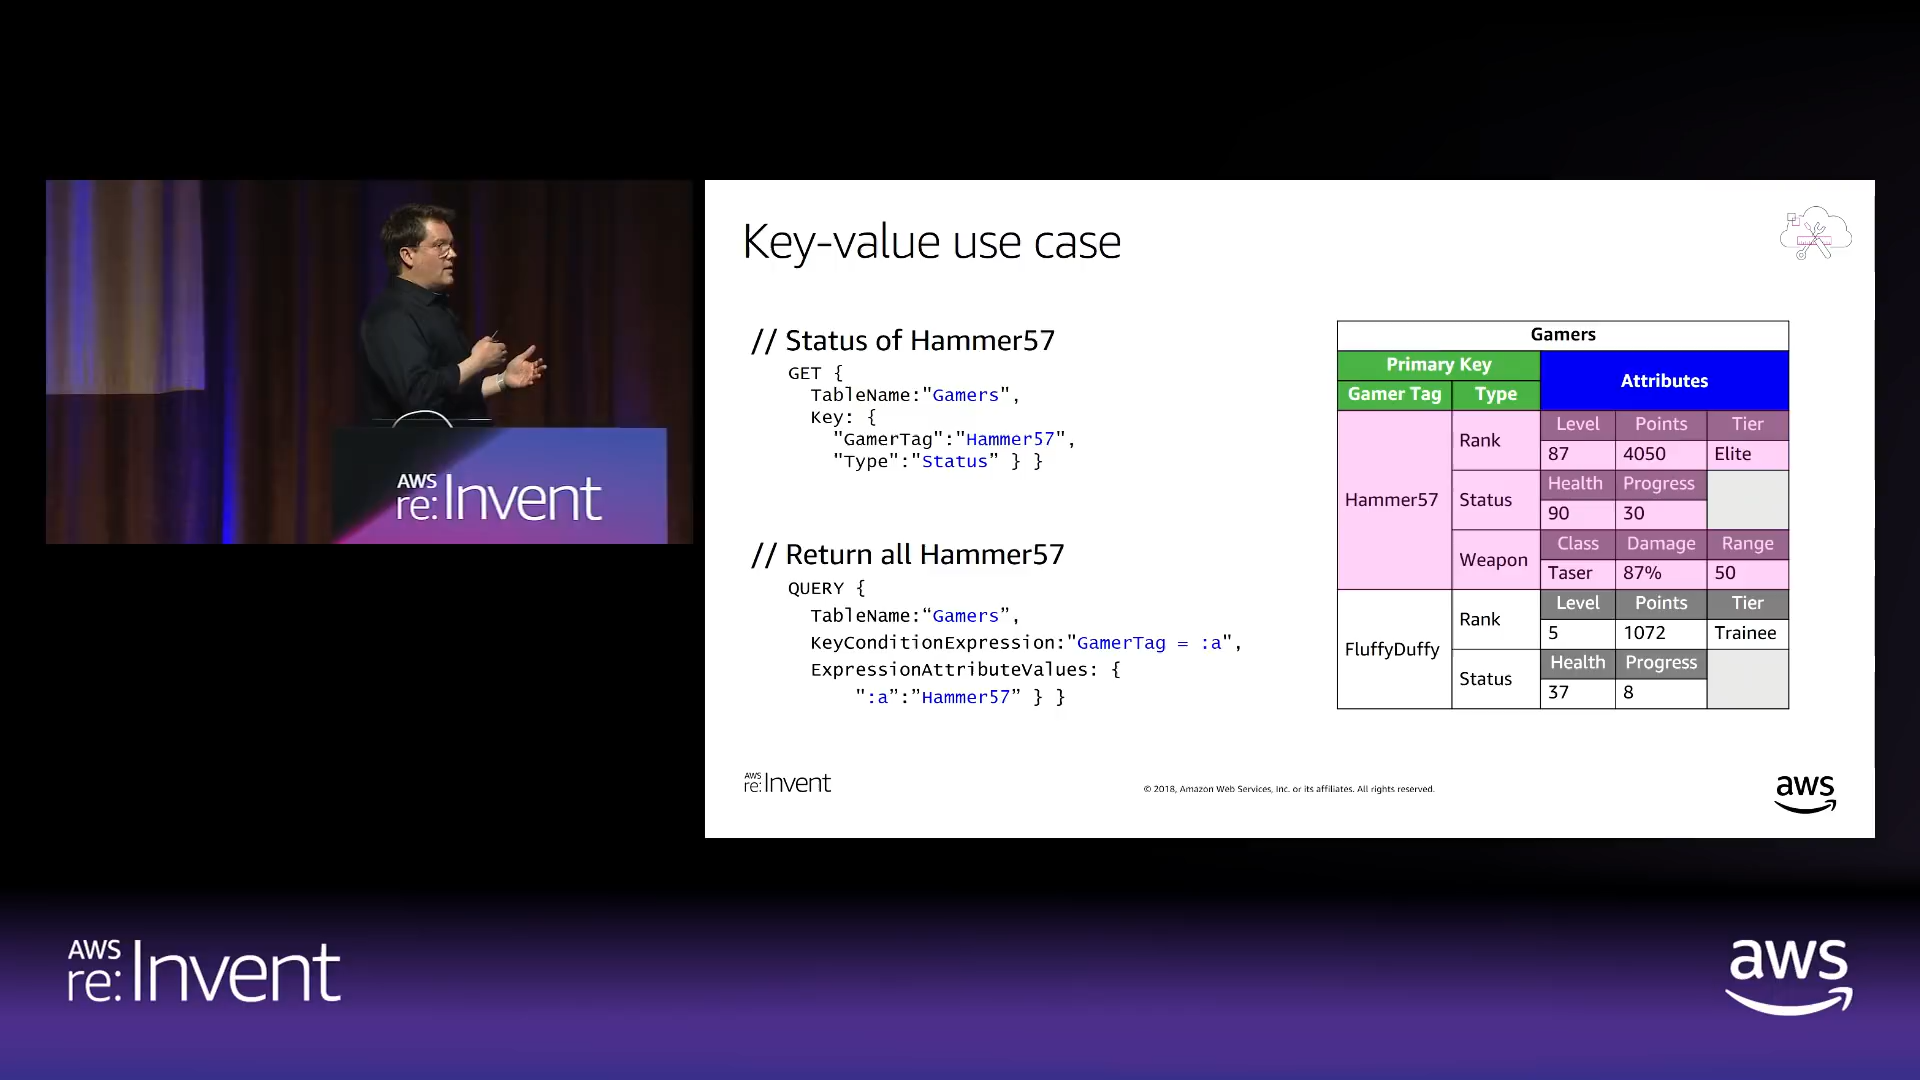 AWS
re:Invent
Key-value use case
// Status of Hammer57
GET {
TableName:"Gamers",
Key: {
"GamerTag":"Hammer57",
"Type":"Status” } }
// Return all Hammer57
QUERY {
TableName:“Gamers”,
KeyConditionExpression:"GamerTag = :a",
ExpressionAttributeValues: {
":a":”Hammer57” } }
Gamers
Primary Key
Attributes
Gamer Tag Type
Hammer57
Rank
Level Points Tier
87 4050 Elite
Status
Health Progress
90 30
Weapon
Class Damage Range
Taser 87% 50
FluffyDuffy
Rank
Level Points Tier
5 1072 Trainee
Status
Health Progress
37 8
AWS
re:Invent
© 2018, Amazon Web Services, Inc. or its affiliates. All rights reserved.
aws
AWS
re:Invent
aws